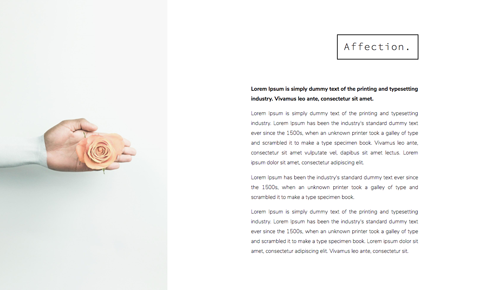 Affection.
Lorem Ipsum is simply dummy text of the printing and typesetting
industry. Vivamus leo ante, consectetur sit amet.
Lorem Ipsum is simply dummy text of the printing and typesetting
industry. Lorem Ipsum has been the industry's standard dummy text
ever since the 1500s, when an unknown printer took a galley of type
and scrambled it to make a type specimen book. Vivamus leo ante,
consectetur sit amet vulputate vel, dapibus sit amet lectus. Lorem
ipsum dolor sit amet, consectetur adipiscing elit.
Lorem Ipsum has been the industry's standard dummy text ever since
the 1500s, when an unknown printer took a galley of type and
scrambled it to make a type specimen book.
Lorem Ipsum is simply dummy text of the printing and typesetting
industry. Lorem Ipsum has been the industry's standard dummy text
ever since the 1500s, when an unknown printer took a galley of type
and scrambled it to make a type specimen book. Lorem ipsum dolor sit
amet, consectetur adipiscing elit. Lorem ipsum dolor sit amet,
consectetur sit.